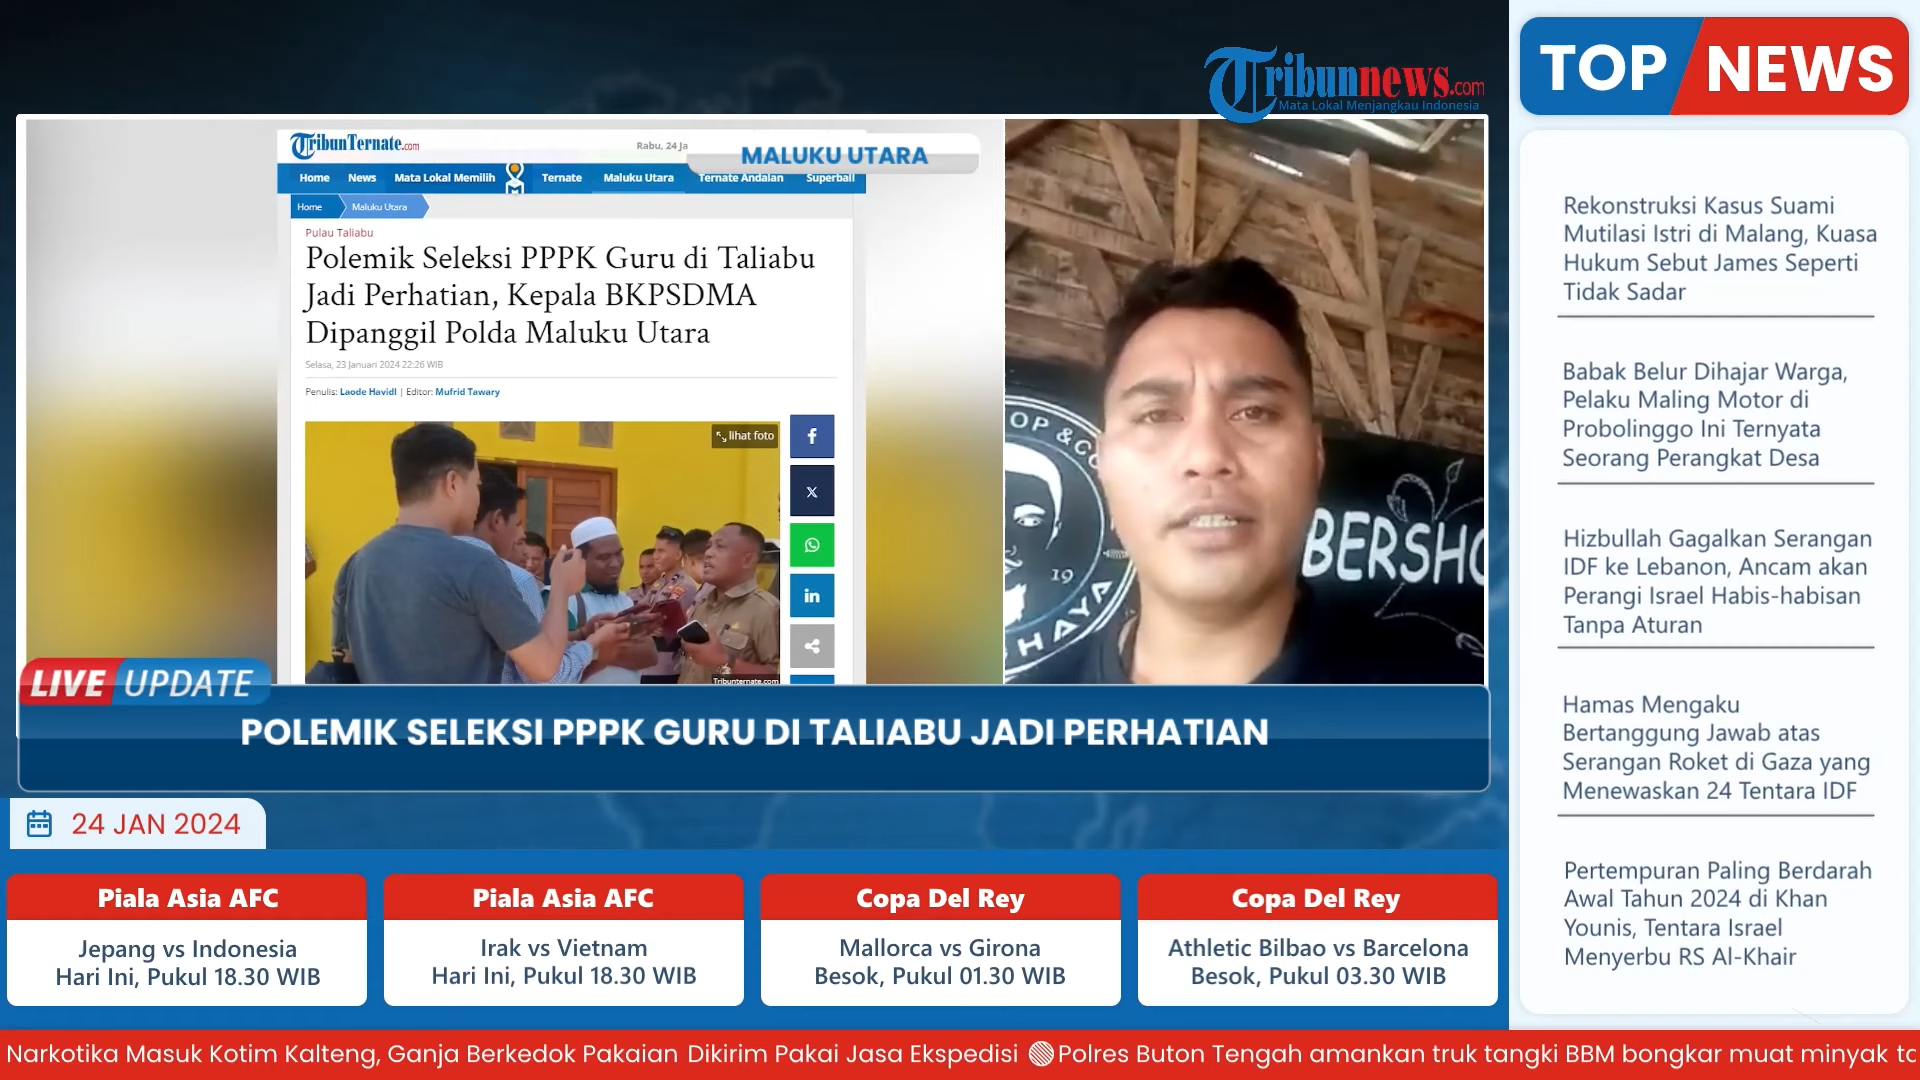 Tribunnews.com
Mata Lokal Menjangkau Indonesia
TOP NEWS
TribunTernate.com
Rabu, 24 Ja
MALUKU UTARA
Home News Mata Lokal Memilih Ternate Maluku Utara Ternate Andalan Superball
Home Maluku Utara
Pulau Taliabu
Polemik Seleksi PPPK Guru di Taliabu
Jadi Perhatian, Kepala BKPSDMA
Dipanggil Polda Maluku Utara
Selasa, 23 Januari 2024 22:26 WIB
Penulis: Laode Havidl | Editor: Mufrid Tawary
lihat foto
Tribunternate.com
OP & CO
19
HAYA
BERSHO
LIVE UPDATE
POLEMIK SELEKSI PPPK GURU DI TALIABU JADI PERHATIAN
24 JAN 2024
Piala Asia AFC
Jepang vs Indonesia
Hari Ini, Pukul 18.30 WIB
Piala Asia AFC
Irak vs Vietnam
Hari Ini, Pukul 18.30 WIB
Copa Del Rey
Mallorca vs Girona
Besok, Pukul 01.30 WIB
Copa Del Rey
Athletic Bilbao vs Barcelona
Besok, Pukul 03.30 WIB
Rekonstruksi Kasus Suami
Mutilasi Istri di Malang, Kuasa
Hukum Sebut James Seperti
Tidak Sadar
Babak Belur Dihajar Warga,
Pelaku Maling Motor di
Probolinggo Ini Ternyata
Seorang Perangkat Desa
Hizbullah Gagalkan Serangan
IDF ke Lebanon, Ancam akan
Perangi Israel Habis-habisan
Tanpa Aturan
Hamas Mengaku
Bertanggung Jawab atas
Serangan Roket di Gaza yang
Menewaskan 24 Tentara IDF
Pertempuran Paling Berdarah
Awal Tahun 2024 di Khan
Younis, Tentara Israel
Menyerbu RS Al-Khair
Narkotika Masuk Kotim Kalteng, Ganja Berkedok Pakaian Dikirim Pakai Jasa Ekspedisi Polres Buton Tengah amankan truk tangki BBM bongkar muat minyak